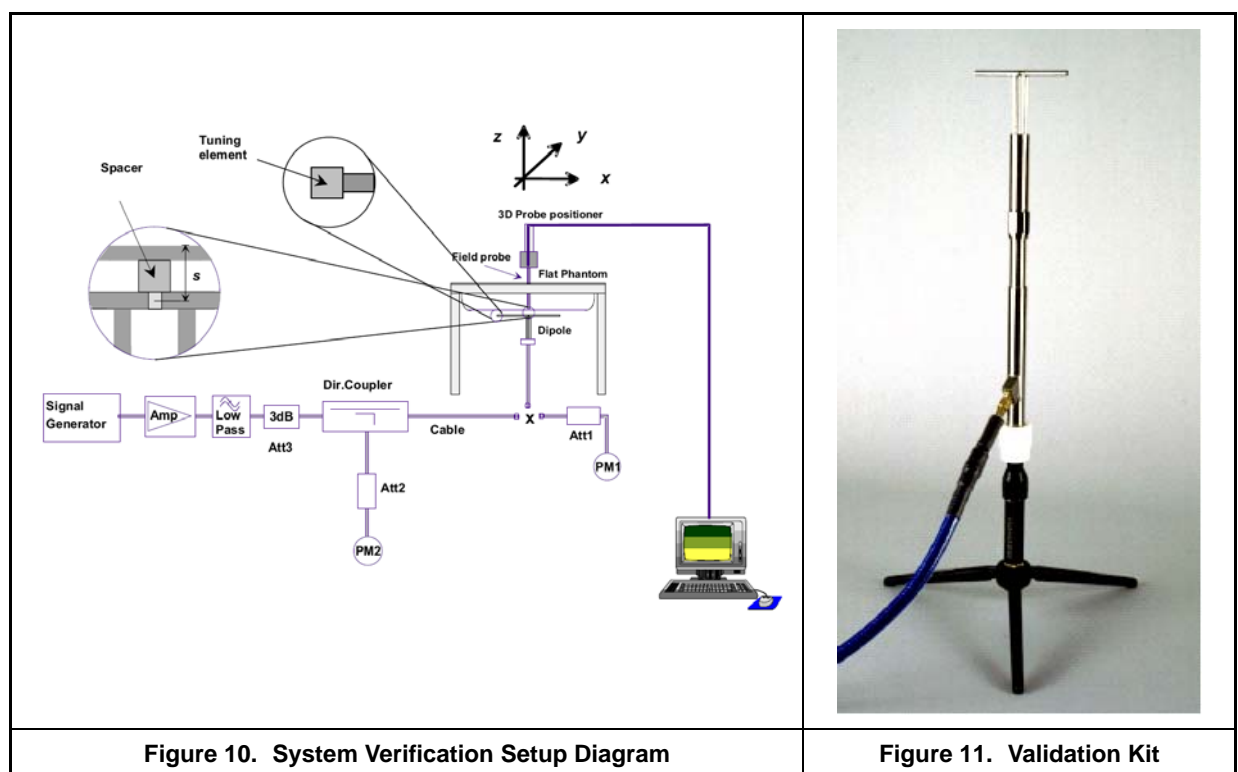 Tuning
element
Spacer
s
z
y
x
3D Probe positioner
Field probe
Flat Phantom
Dipole
Signal
Generator
Amp
Low
Pass
3dB
Att3
Dir.Coupler
Cable
x
Att1
PM1
Att2
PM2
Figure 10. System Verification Setup Diagram
Figure 11. Validation Kit